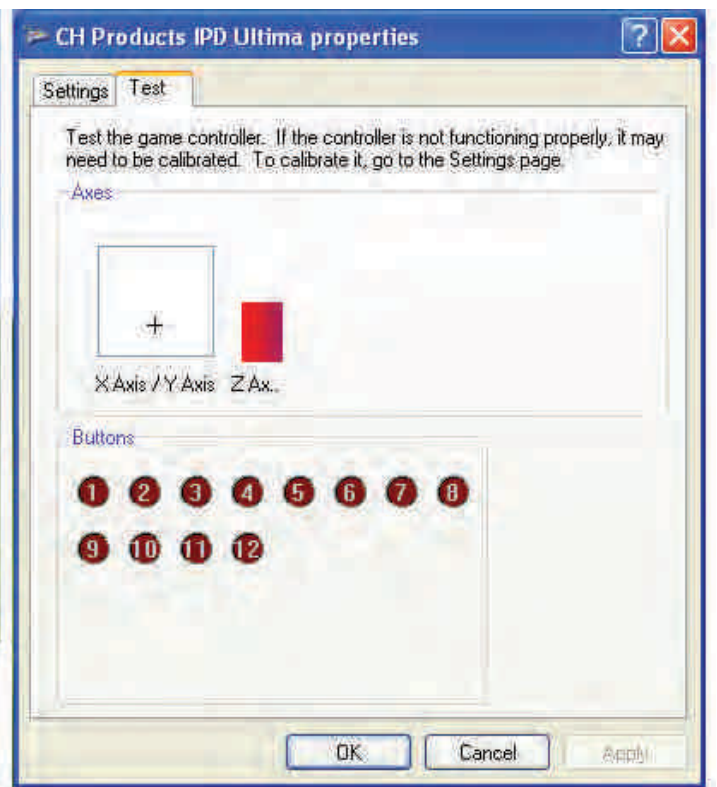 CH Products IPD Ultima properties
Settings Test
Test the game controller. If the controller is not functioning properly, it may
need to be calibrated. To calibrate it, go to the Settings page.
Axes
X Axis / Y Axis Z Ax..
Buttons
1 2 3 4 5 6 7 8
9 10 11 12
OK Cancel Apply